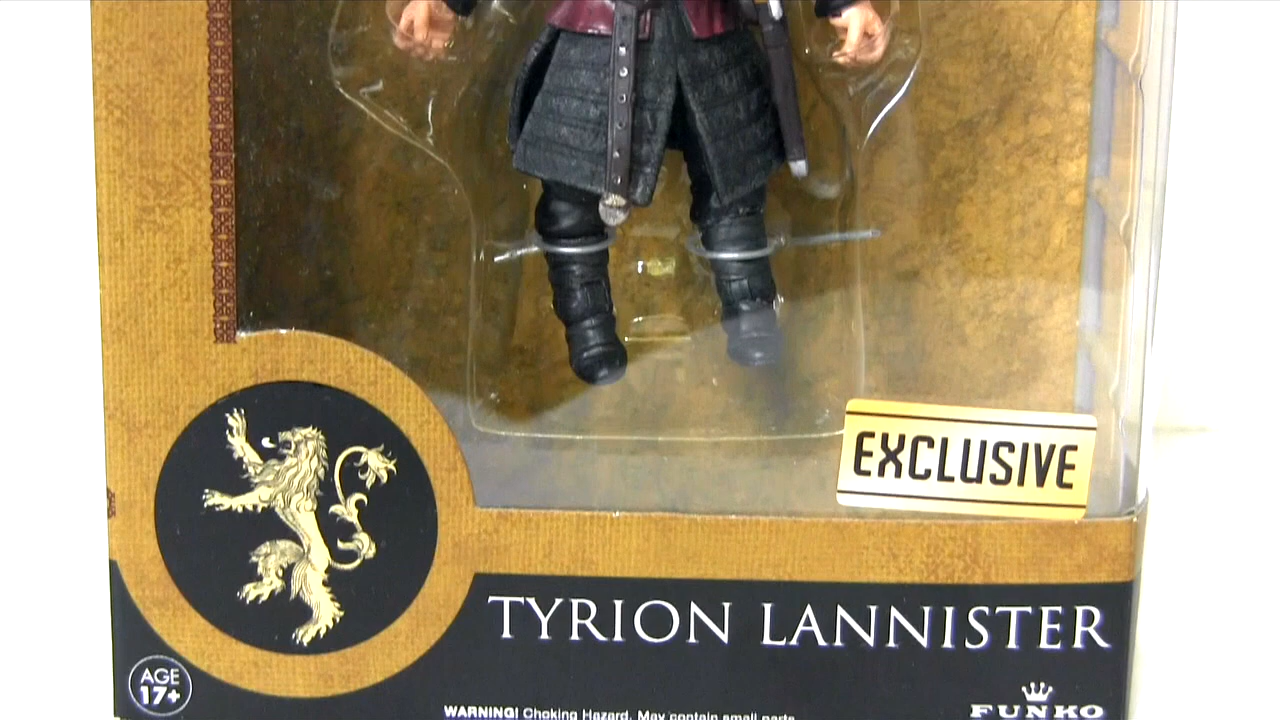 EXCLUSIVE
TYRION LANNISTER
AGE
17+
WARNING! Choking Hazard. May contain small parts.
FUNKO